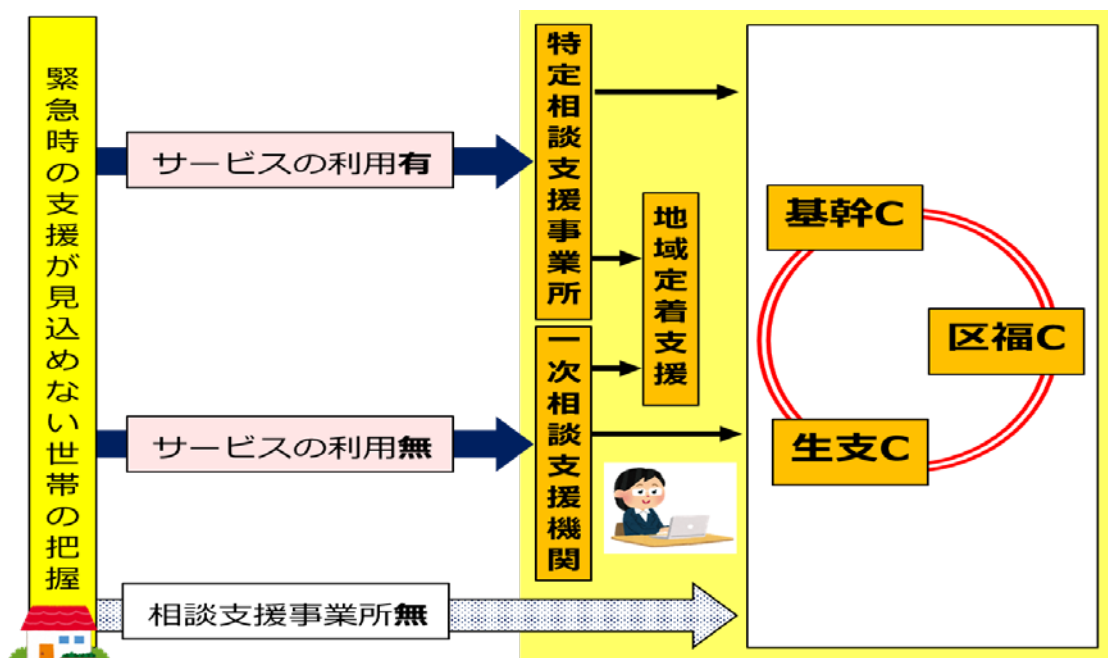 緊急時の支援が見込めない世帯の把握
サービスの利用有
サービスの利用無
相談支援事業所無
特定相談支援事業所
一次相談支援機関
地域定着支援
基幹C
区福C
生支C